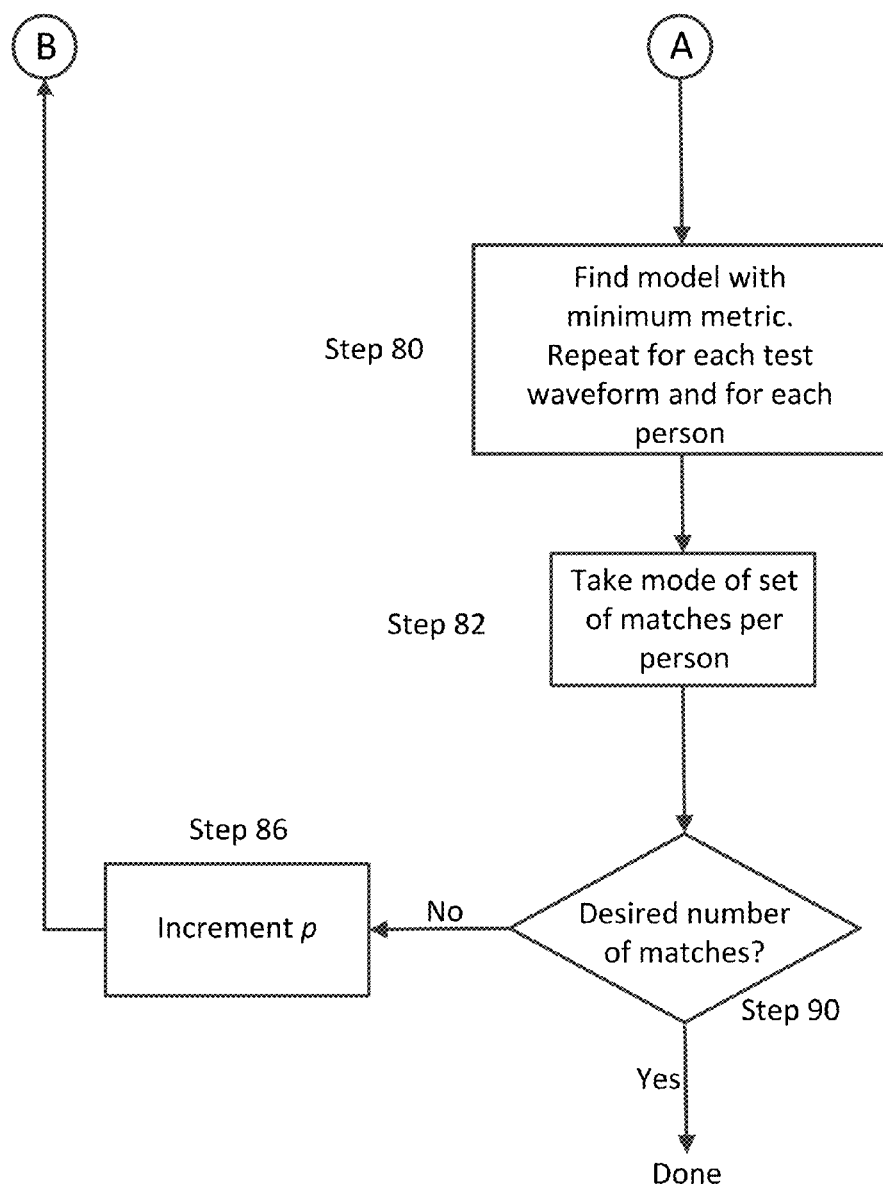 B
A
Find model with
minimum metric.
Repeat for each test
waveform and for each
person
Step 80
Take mode of set
of matches per
person
Step 82
Step 86
Increment p
No
Desired number
of matches?
Step 90
Yes
Done